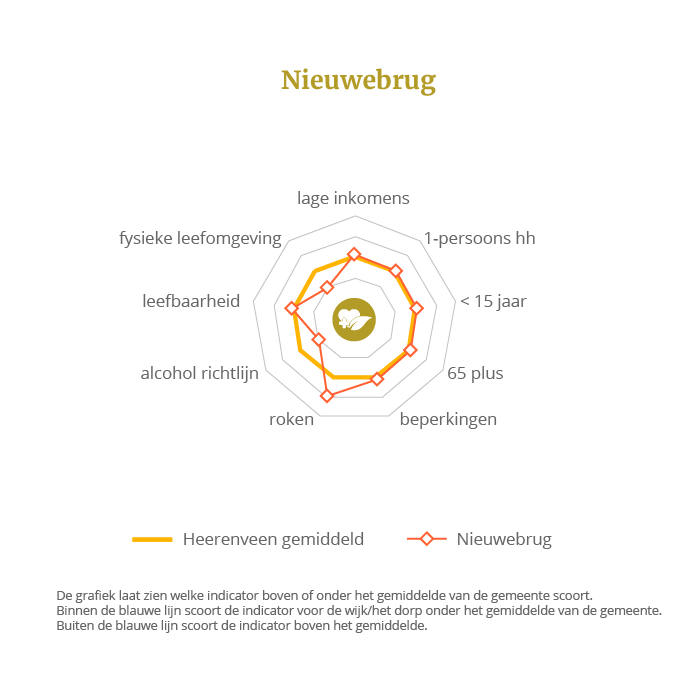 Nieuwebrug
lage inkomens
fysieke leefomgeving
1-persoons hh
leefbaarheid
< 15 jaar
alcohol richtlijn
65 plus
roken
beperkingen
Heerenveen gemiddeld
Nieuwebrug
De grafiek laat zien welke indicator boven of onder het gemiddelde van de gemeente scoort.
Binnen de blauwe lijn scoort de indicator voor de wijk/het dorp onder het gemiddelde van de gemeente.
Buiten de blauwe lijn scoort de indicator boven het gemiddelde.